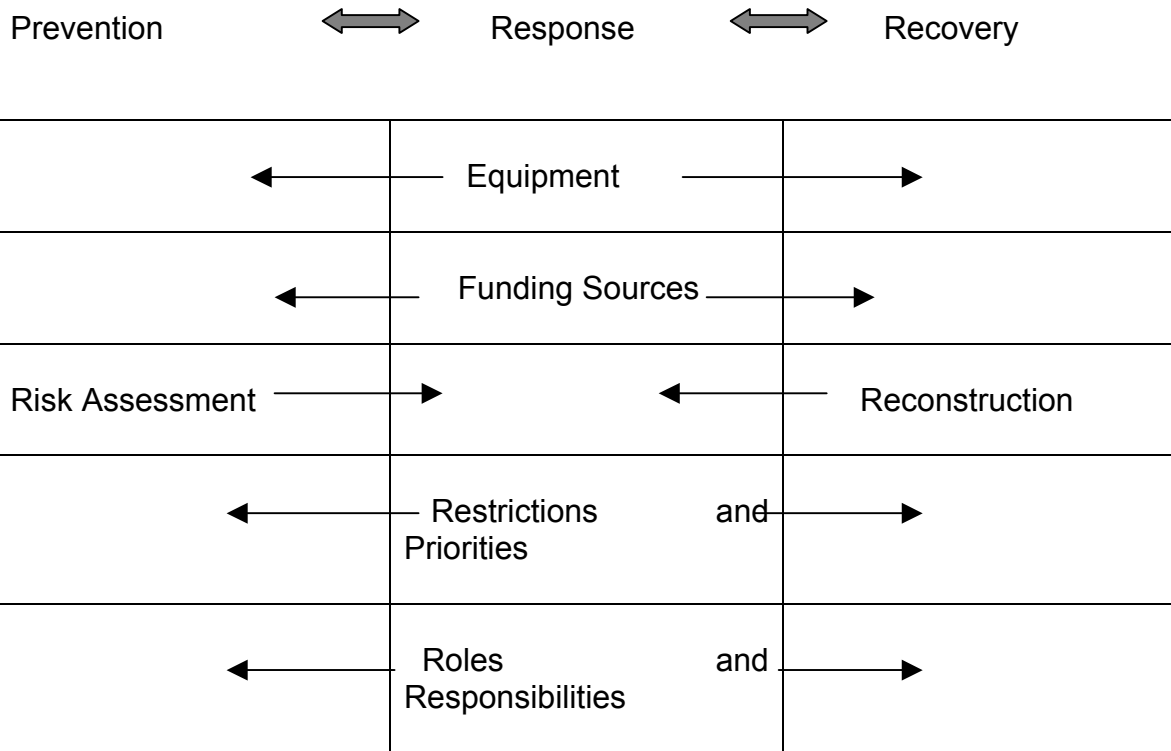 Prevention Response Recovery
Equipment
Funding Sources
Risk Assessment Reconstruction
Restrictions and
Priorities
Roles and
Responsibilities